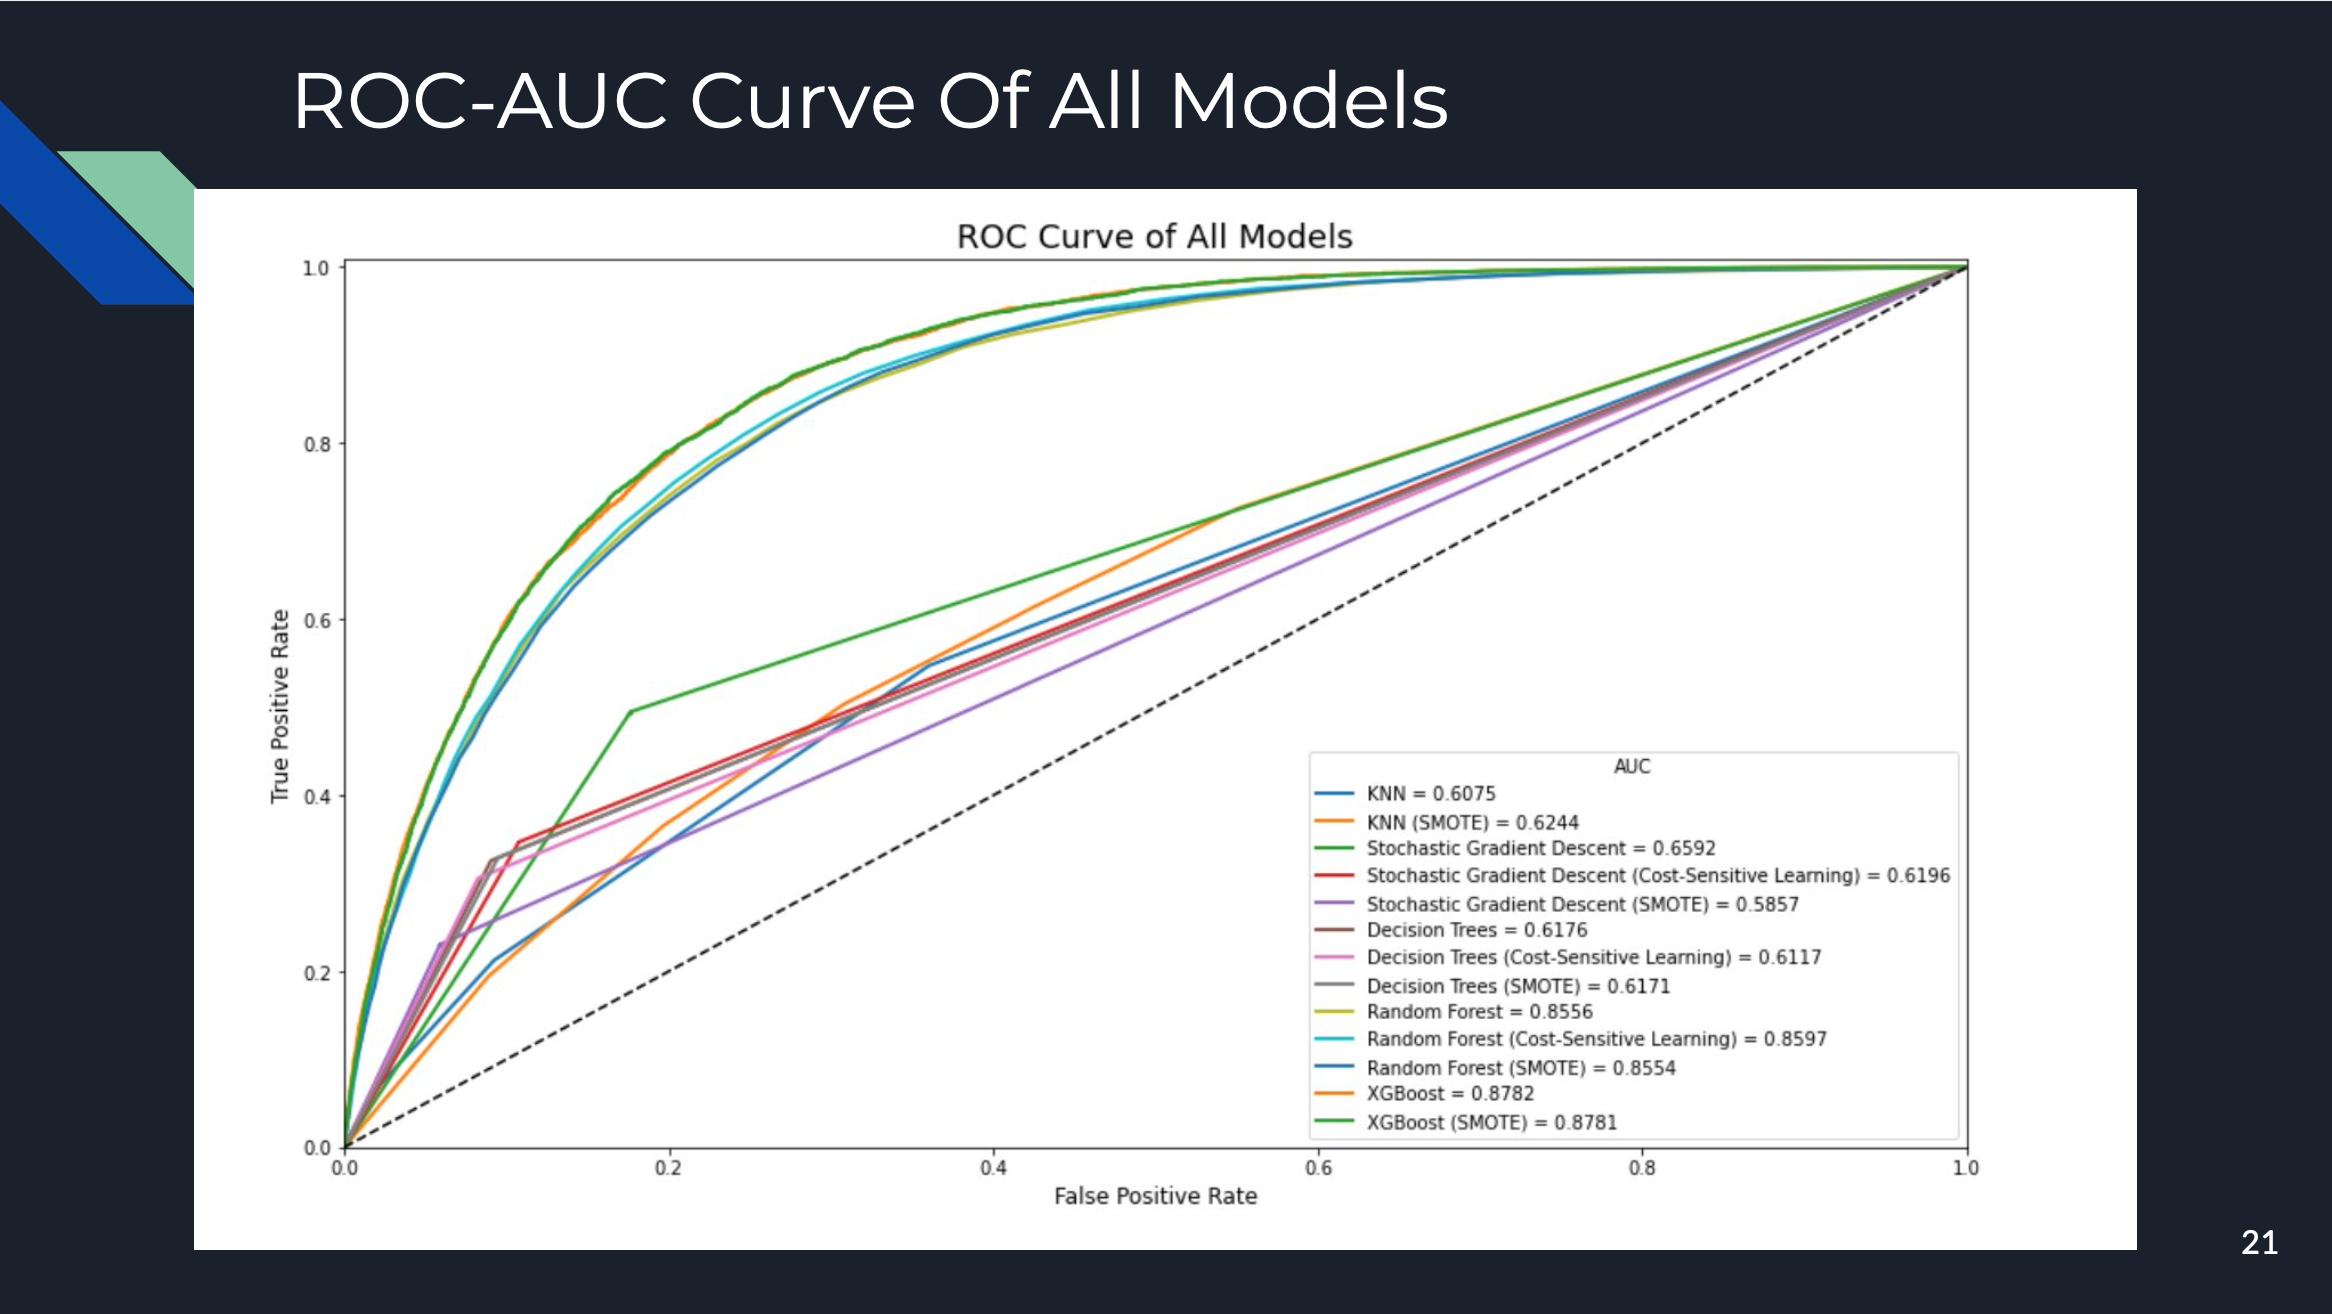 ROC-AUC Curve Of All Models
ROC Curve of All Models
1.0
0.8
0.6
0.4
0.2
0.0
True Positive Rate
0.0
0.2
0.4
0.6
0.8
1.0
False Positive Rate
AUC
KNN = 0.6075
KNN (SMOTE) = 0.6244
Stochastic Gradient Descent = 0.6592
Stochastic Gradient Descent (Cost-Sensitive Learning) = 0.6196
Stochastic Gradient Descent (SMOTE) = 0.5857
Decision Trees = 0.6176
Decision Trees (Cost-Sensitive Learning) = 0.6117
Decision Trees (SMOTE) = 0.6171
Random Forest = 0.8556
Random Forest (Cost-Sensitive Learning) = 0.8597
Random Forest (SMOTE) = 0.8554
XGBoost = 0.8782
XGBoost (SMOTE) = 0.8781
21